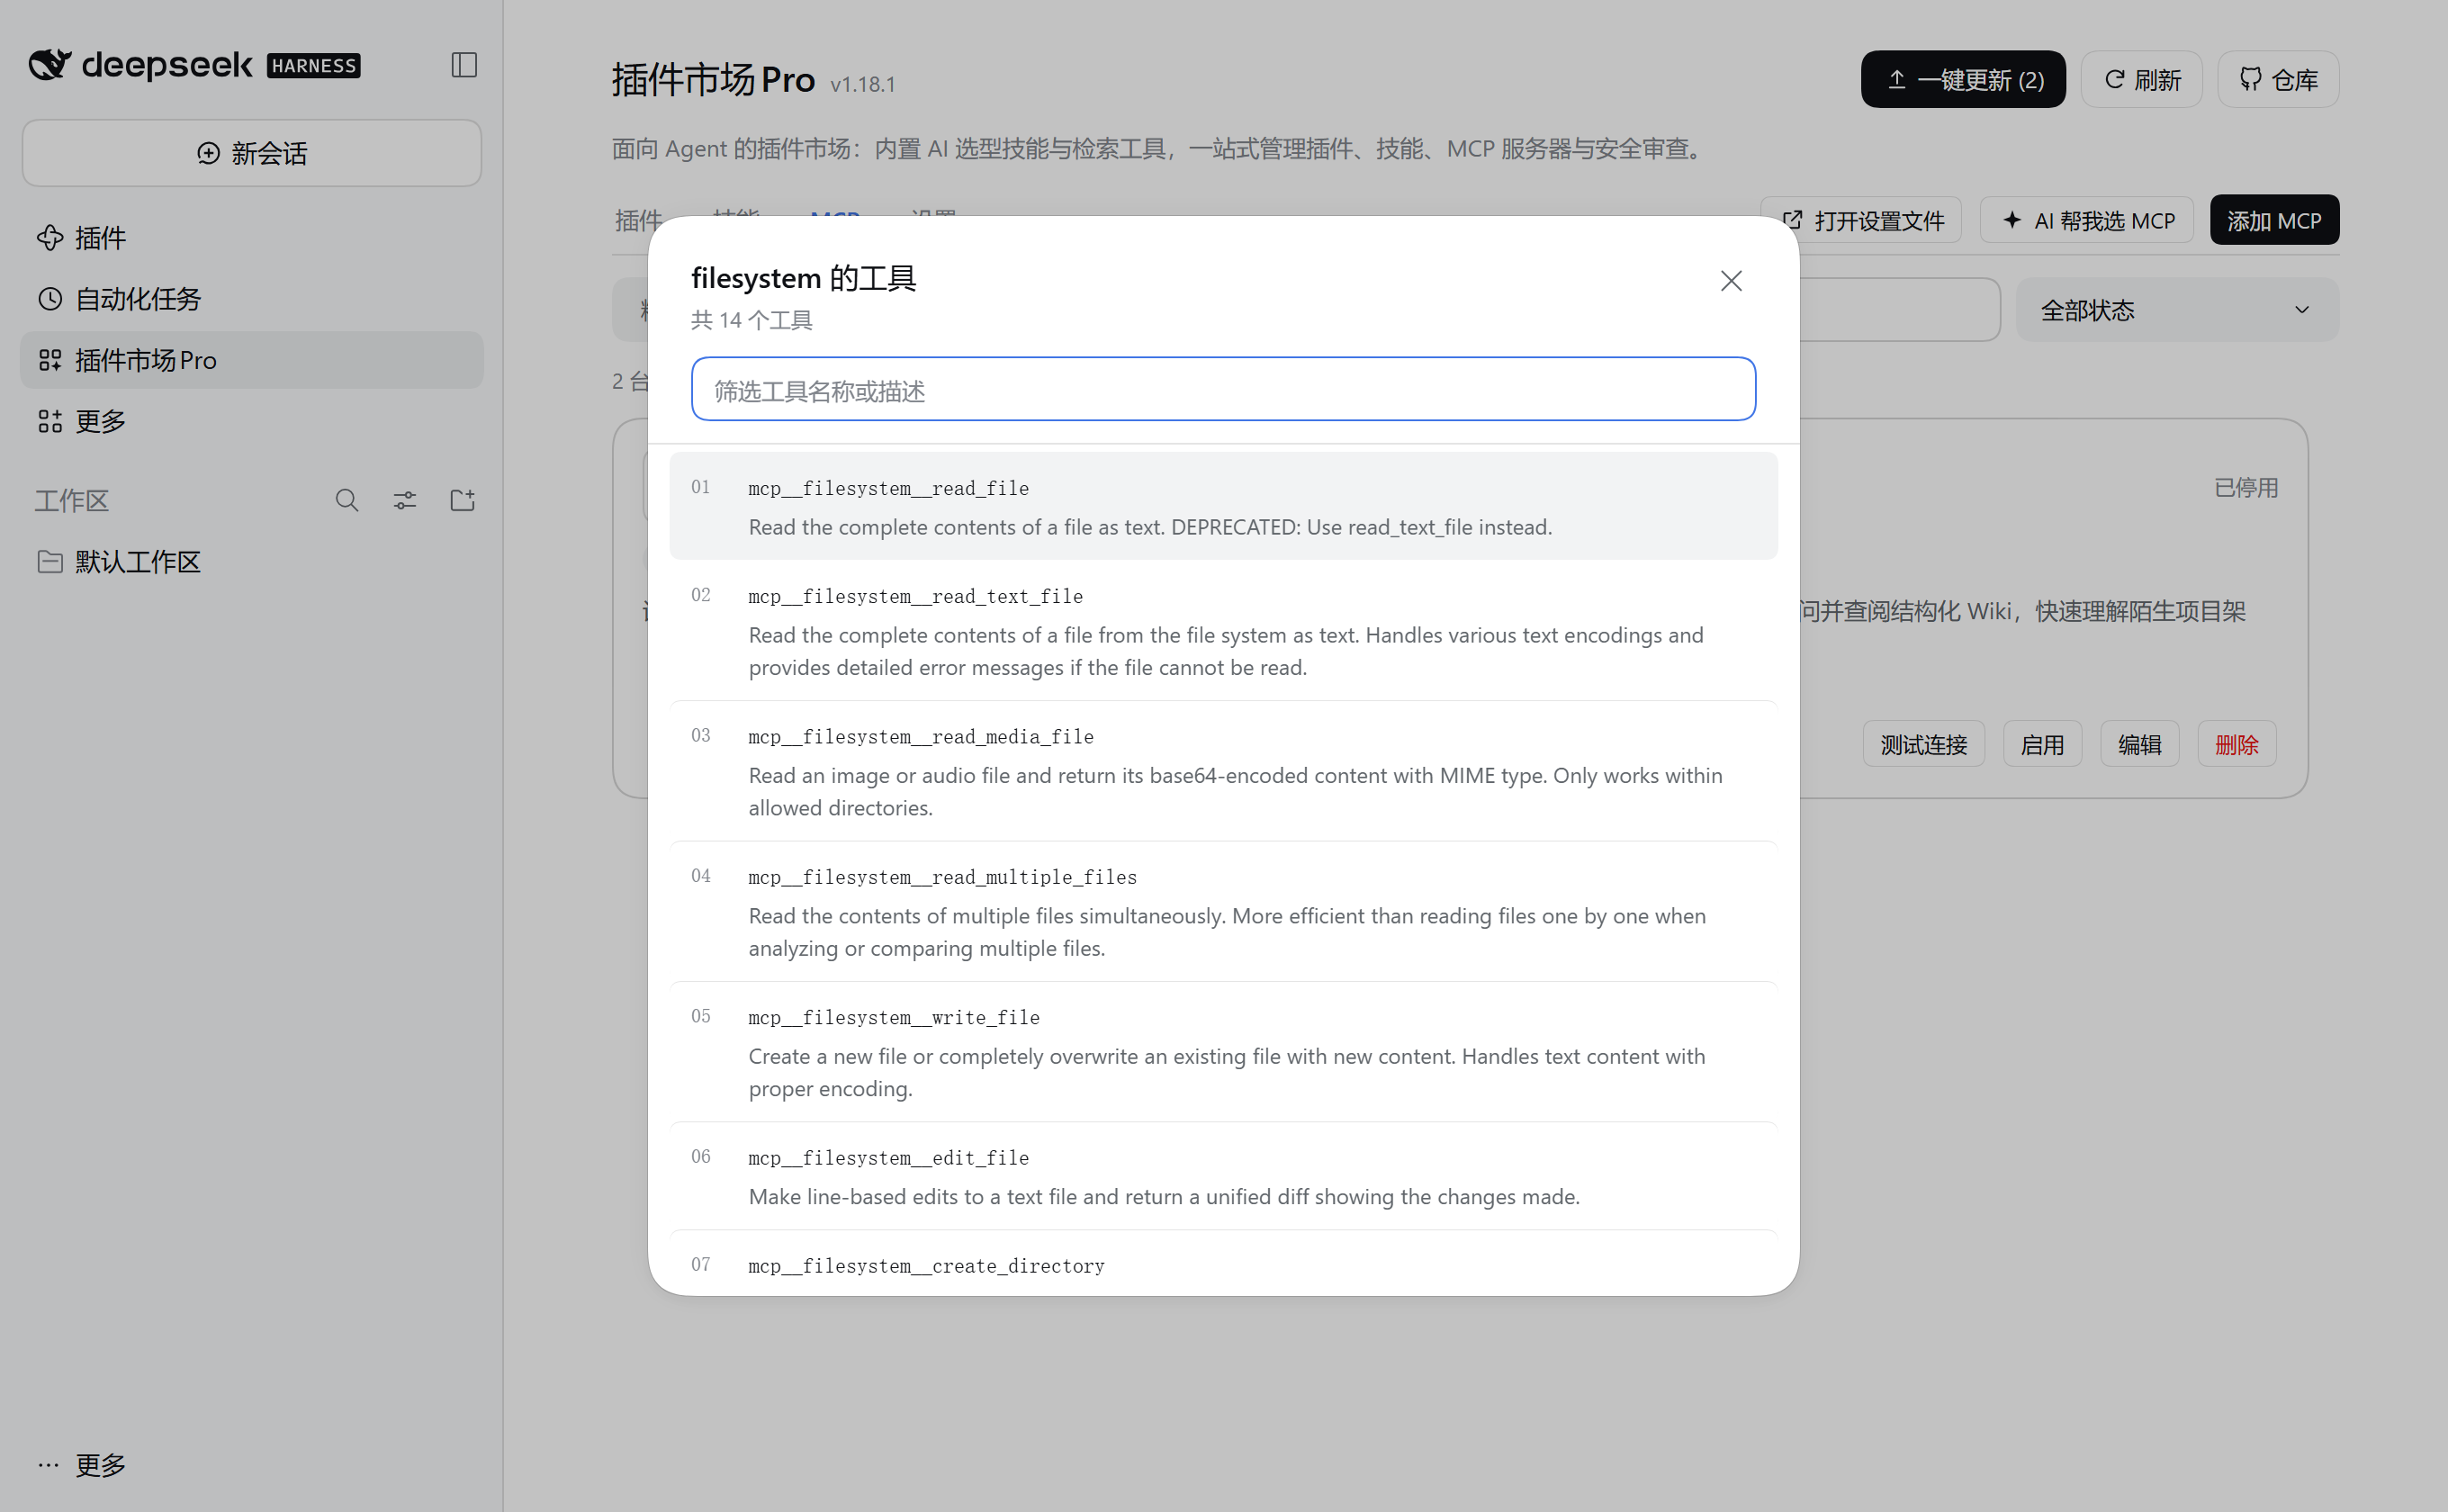 deepseek HARNESS
新会话
插件
自动化任务
插件市场Pro
更多
工作区
默认工作区
更多
插件市场Pro v1.18.1
一键更新 (2)
刷新
仓库
面向 Agent 的插件市场：内置 AI 选型技能与检索工具，一站式管理插件、技能、MCP 服务器与安全审查。
插件 技能 MCP 设置
打开设置文件
AI 帮我选 MCP
添加 MCP
全部状态
2 台
已停用
问并查阅结构化 Wiki，快速理解陌生项目架
测试连接
启用
编辑
删除
filesystem 的工具
共 14 个工具
筛选工具名称或描述
01 mcp__filesystem__read_file
Read the complete contents of a file as text. DEPRECATED: Use read_text_file instead.
02 mcp__filesystem__read_text_file
Read the complete contents of a file from the file system as text. Handles various text encodings and
provides detailed error messages if the file cannot be read.
03 mcp__filesystem__read_media_file
Read an image or audio file and return its base64-encoded content with MIME type. Only works within
allowed directories.
04 mcp__filesystem__read_multiple_files
Read the contents of multiple files simultaneously. More efficient than reading files one by one when
analyzing or comparing multiple files.
05 mcp__filesystem__write_file
Create a new file or completely overwrite an existing file with new content. Handles text content with
proper encoding.
06 mcp__filesystem__edit_file
Make line-based edits to a text file and return a unified diff showing the changes made.
07 mcp__filesystem__create_directory